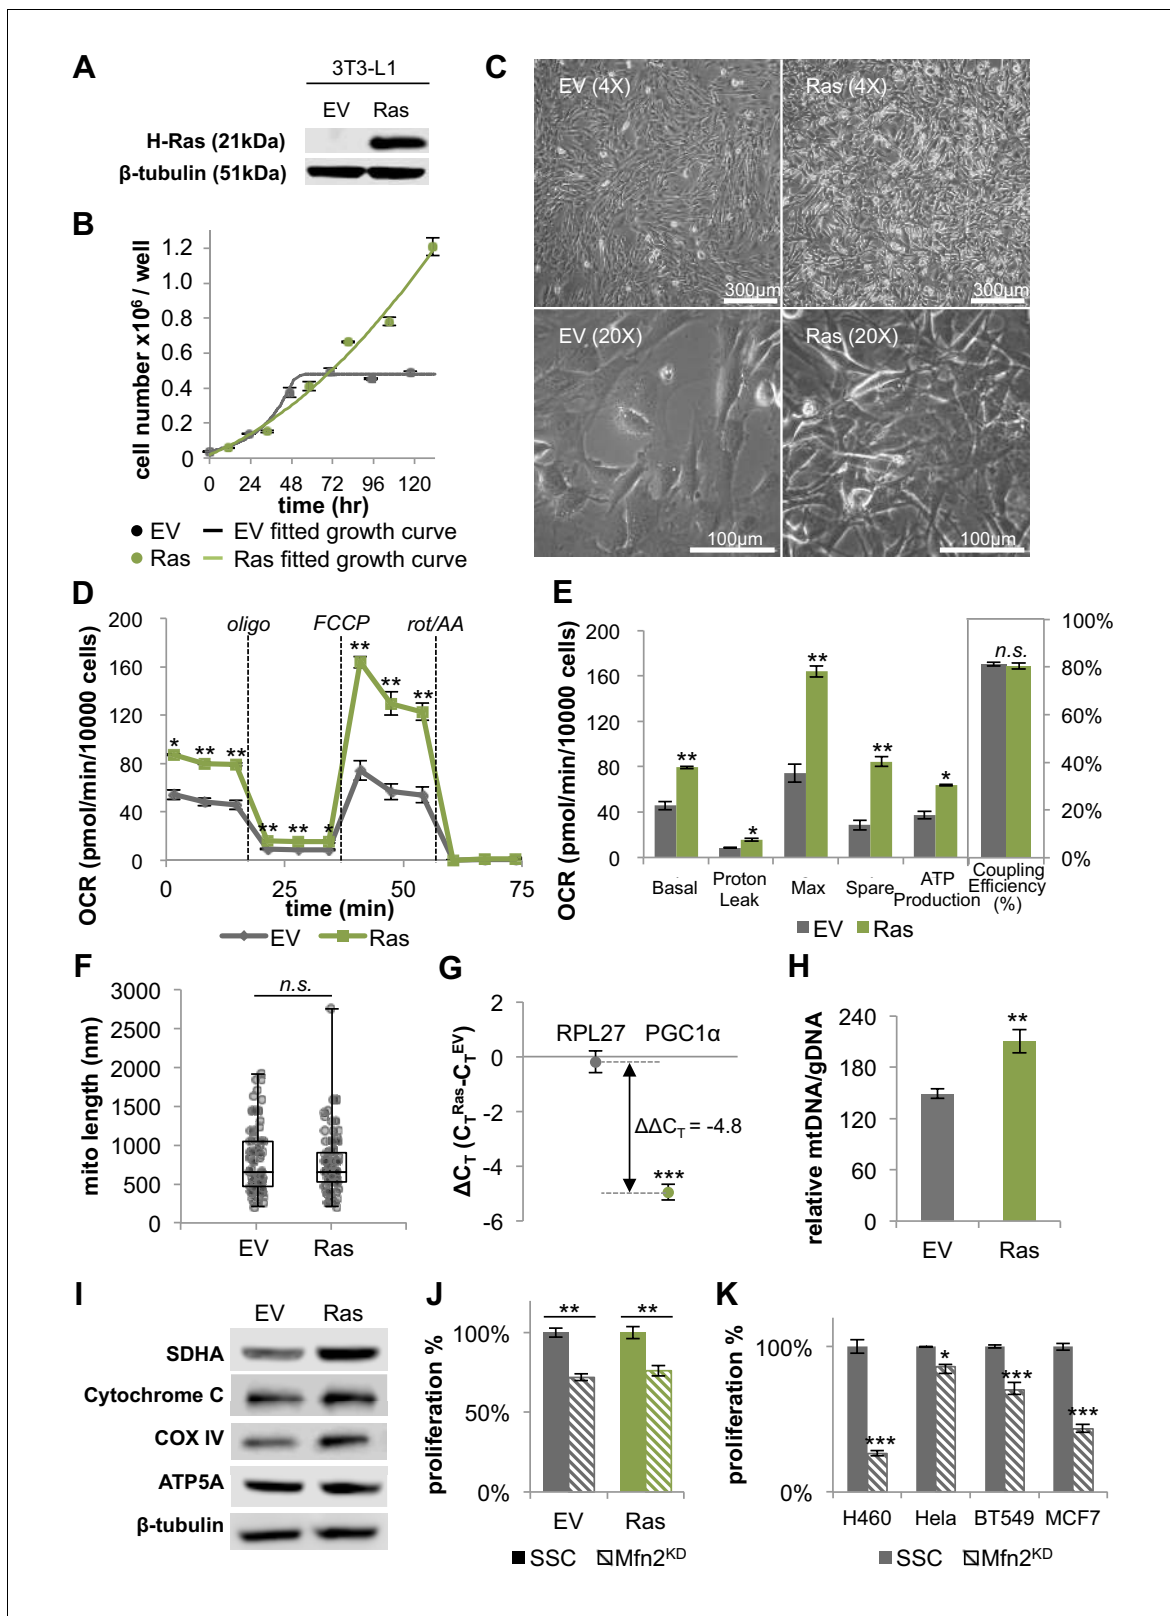 A
3T3-L1
EV Ras
H-Ras (21kDa)
β-tubulin (51kDa)
B
cell number x10⁶ / well
1.2
1.0
0.8
0.6
0.4
0.2
0
0 24 48 72 96 120
time (hr)
EV EV fitted growth curve
Ras Ras fitted growth curve
C
EV (4X)
300µm
Ras (4X)
300µm
EV (20X)
100µm
Ras (20X)
100µm
D
OCR (pmol/min/10000 cells)
200
160
120
80
40
0
oligo FCCP rot/AA
* ** ** ** ** * ** ** **
0 25 50 75
time (min)
EV Ras
E
OCR (pmol/min/10000 cells)
200
160
120
80
40
0
** * ** ** * n.s.
100%
80%
60%
40%
20%
0%
Basal
Proton
Leak
Max
Spare
ATP
Production
Coupling
Efficiency
(%)
EV Ras
F
mito length (nm)
3000
2500
2000
1500
1000
500
0
n.s.
EV Ras
G
ΔC_T (C_T^Ras-C_T^EV)
2
0
-2
-4
-6
RPL27 PGC1α
ΔΔC_T = -4.8
***
H
relative mtDNA/gDNA
240
180
120
60
0
**
EV Ras
I
EV Ras
SDHA
Cytochrome C
COX IV
ATP5A
β-tubulin
J
proliferation %
100%
50%
0%
** **
EV Ras
SSC Mfn2^KD
K
proliferation %
100%
0%
*** * *** ***
H460 Hela BT549 MCF7
SSC Mfn2^KD